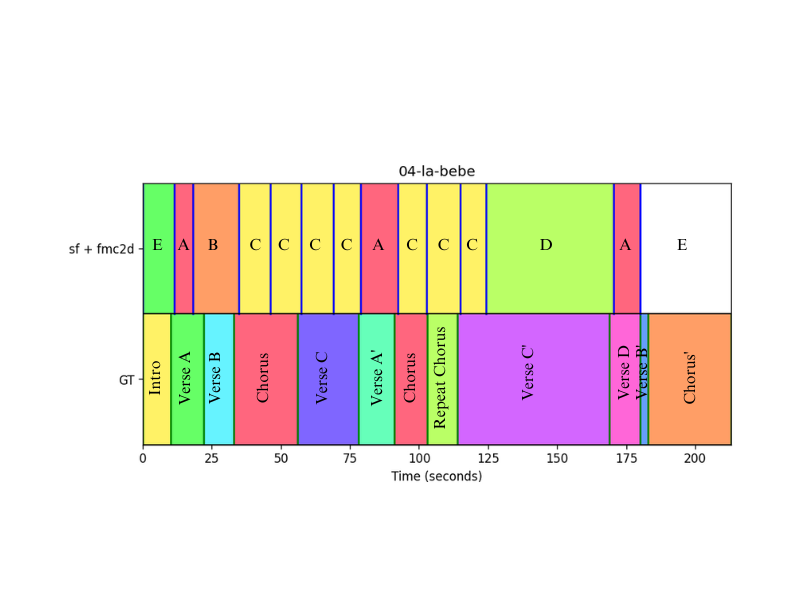 04-la-bebe
sf + fmc2d
E A B C C C C A C C C D A E
GT
Intro
Verse A
Verse B
Chorus
Verse C
Verse A'
Chorus
Repeat Chorus
Verse C'
Verse D
Verse B'
Chorus'
0 25 50 75 100 125 150 175 200
Time (seconds)